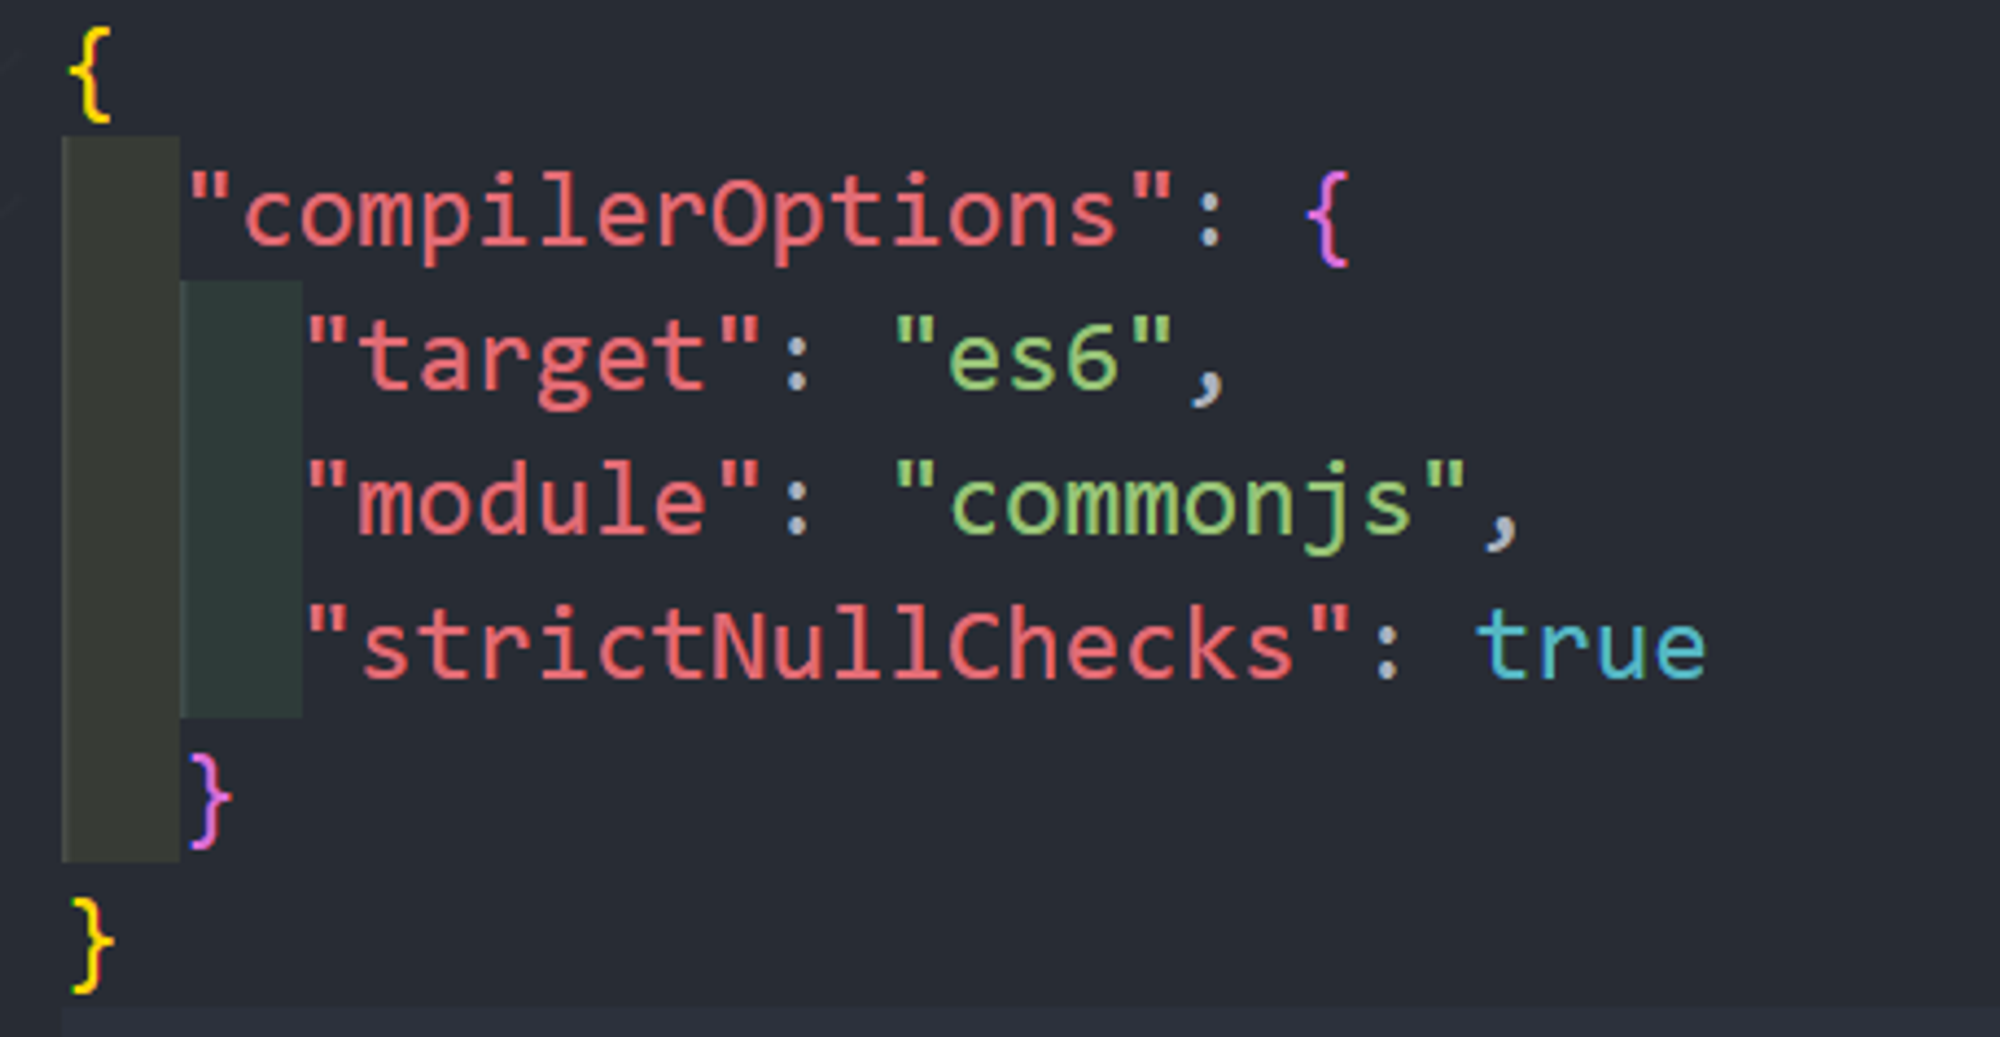 {
  "compilerOptions": {
    "target": "es6",
    "module": "commonjs",
    "strictNullChecks": true
  }
}